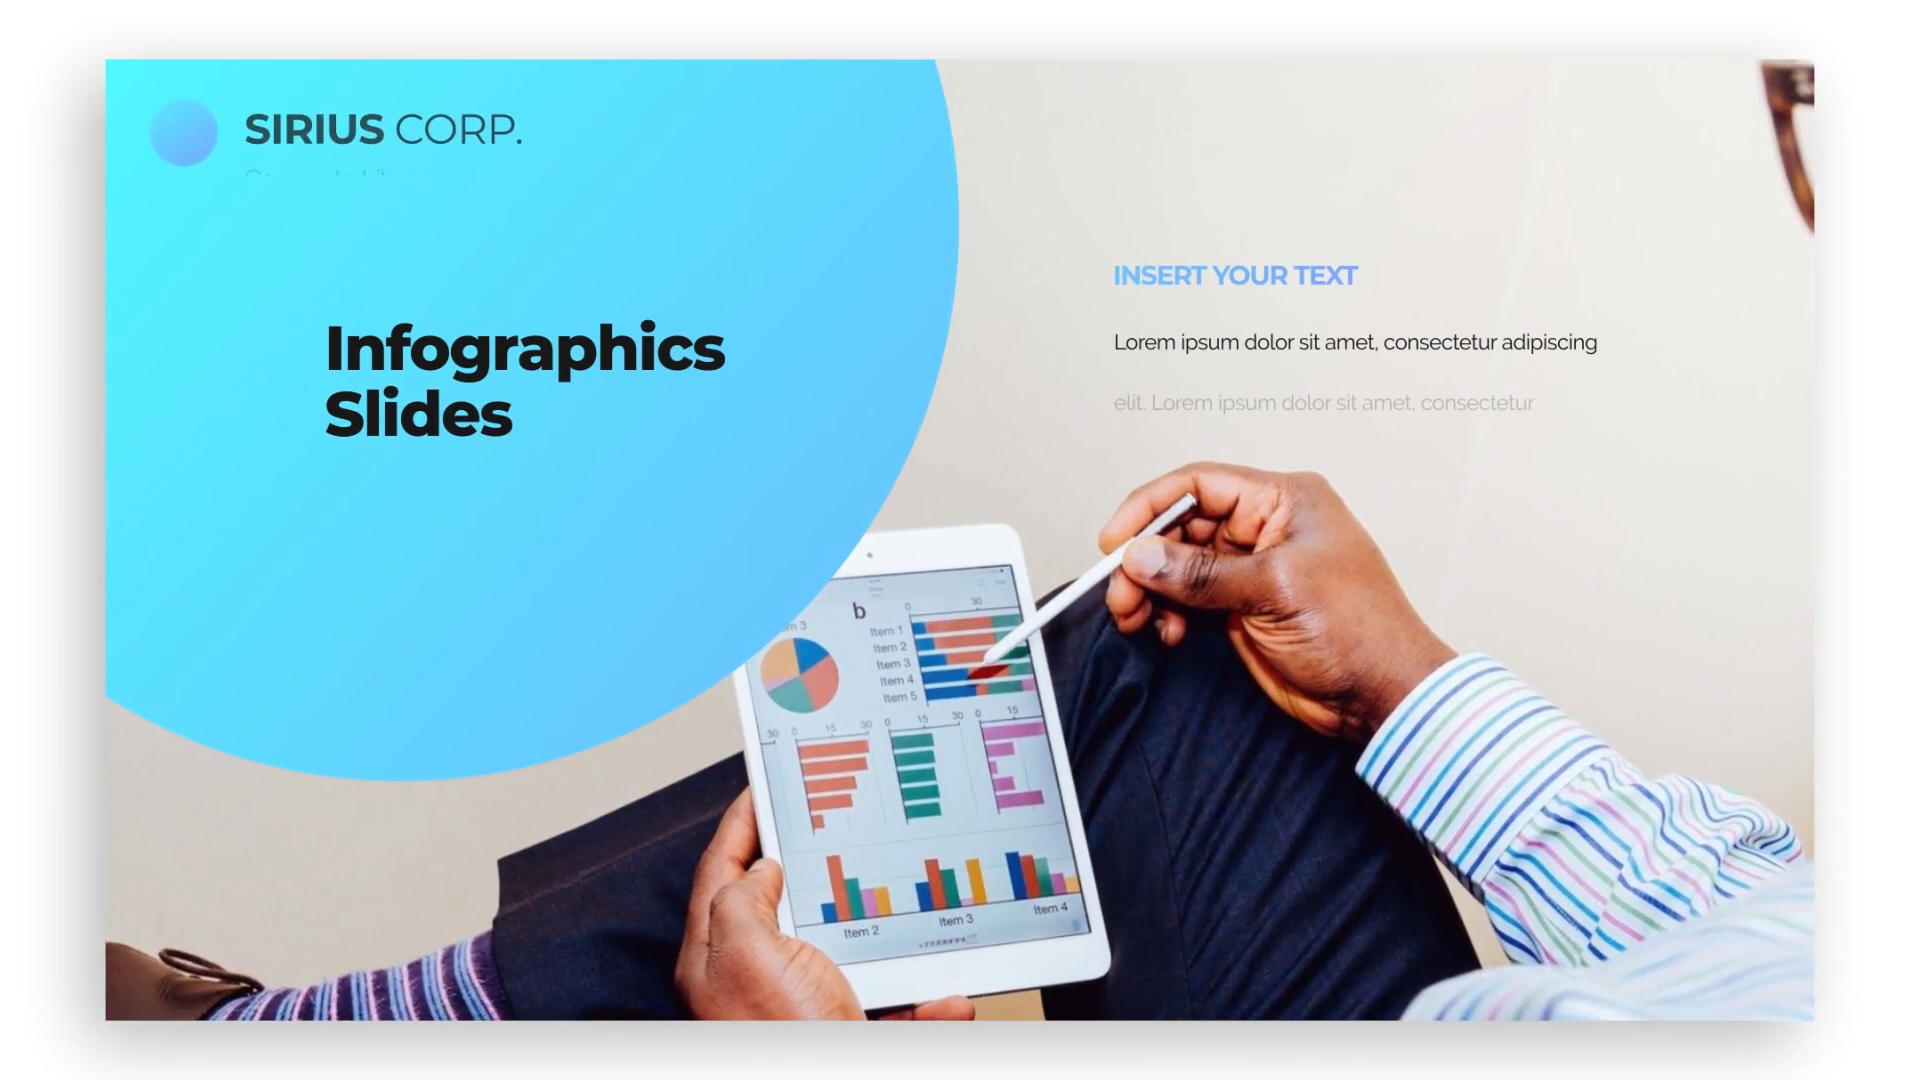 SIRIUS CORP.
Infographics
Slides
INSERT YOUR TEXT
Lorem ipsum dolor sit amet, consectetur adipiscing
elit. Lorem ipsum dolor sit amet, consectetur
b
0 30
Item 1
Item 2
Item 3
Item 4
Item 5
30 0 15 30 0 15 30 0 15
Item 2 Item 3 Item 4